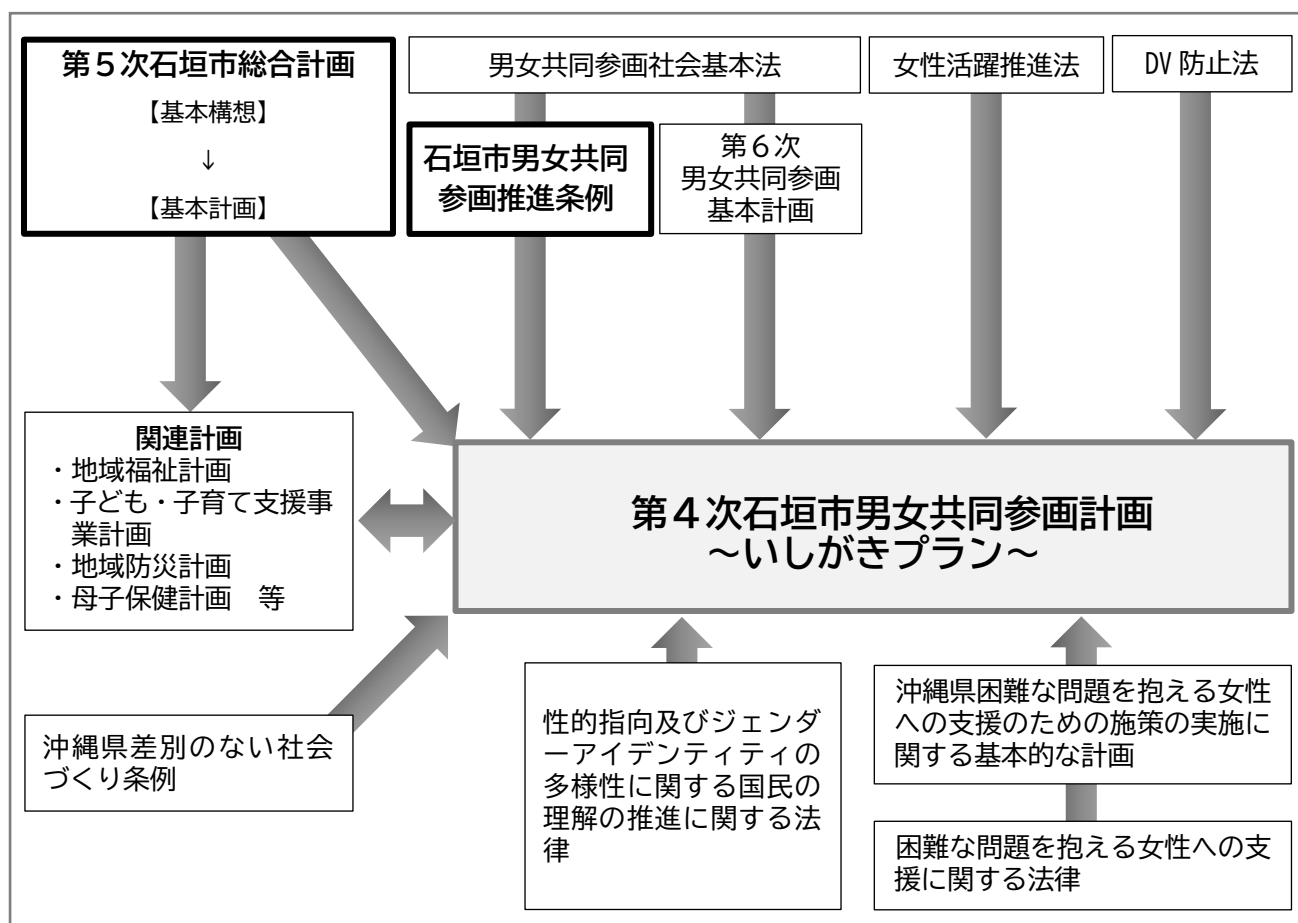 第５次石垣市総合計画
【基本構想】
↓
【基本計画】
男女共同参画社会基本法
女性活躍推進法
DV 防止法
石垣市男女共同
参画推進条例
第６次
男女共同参画
基本計画
関連計画
・地域福祉計画
・子ども・子育て支援事
業計画
・地域防災計画
・母子保健計画　等
第４次石垣市男女共同参画計画
～いしがきプラン～
沖縄県差別のない社会
づくり条例
性的指向及びジェンダ
ーアイデンティティの
多様性に関する国民の
理解の推進に関する法
律
沖縄県困難な問題を抱える女性
への支援のための施策の実施に
関する基本的な計画
困難な問題を抱える女性への支
援に関する法律